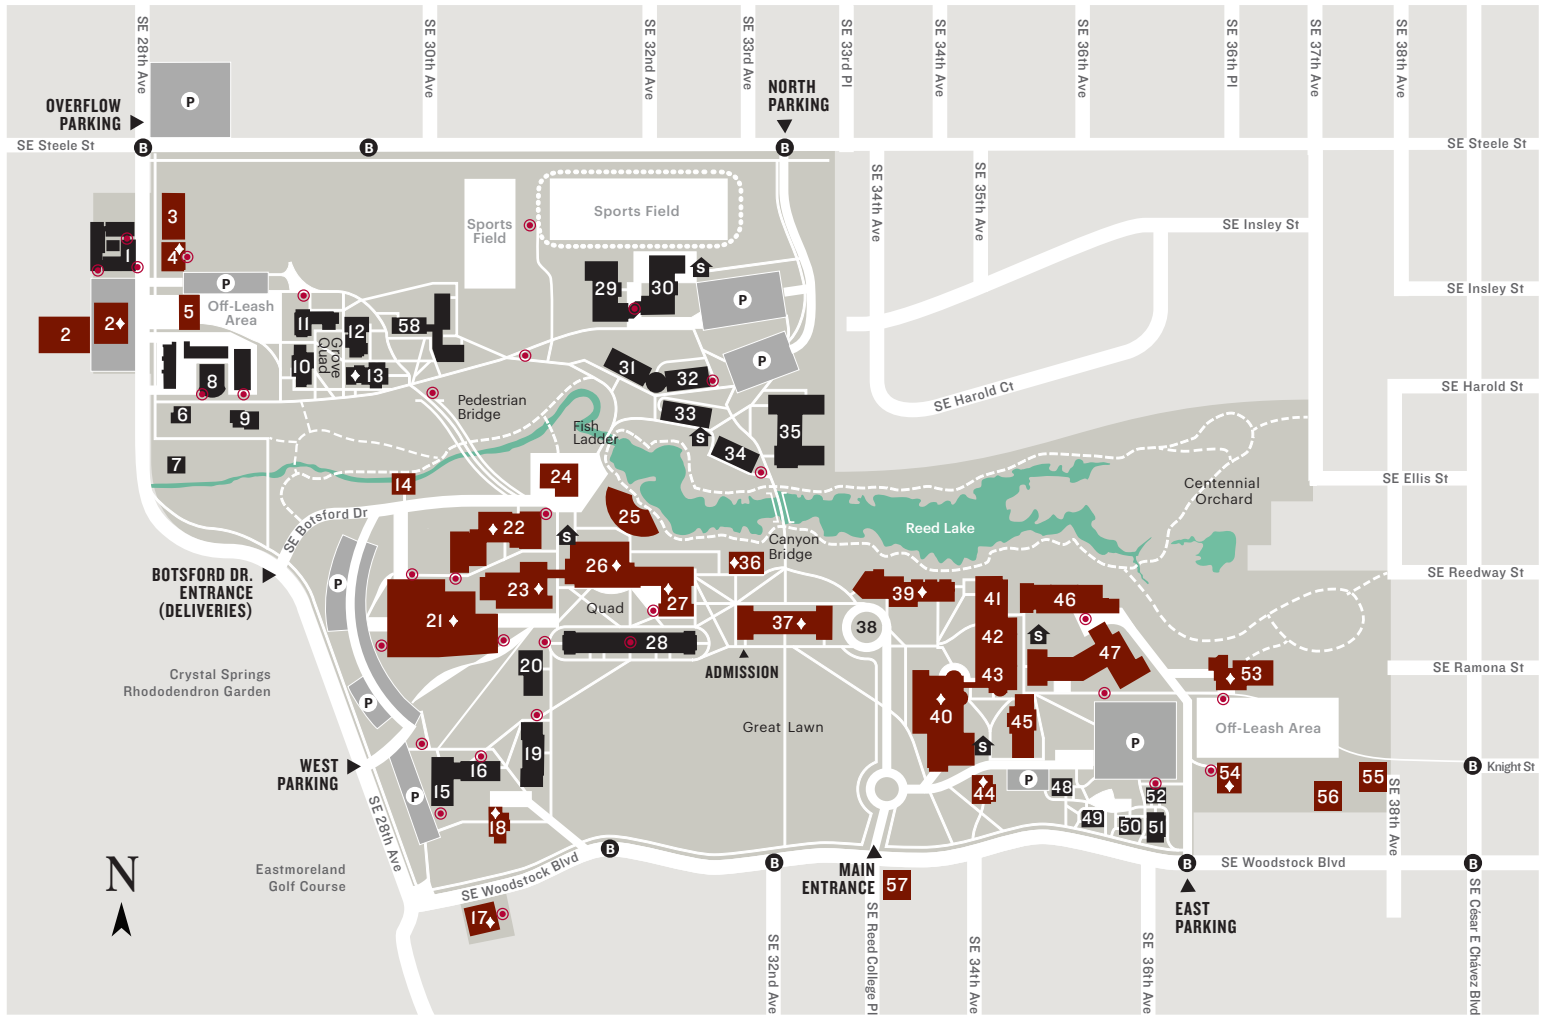 SE 28th Ave
SE 30th Ave
SE 32nd Ave
SE 33rd Ave
SE 33rd Pl
SE 34th Ave
SE 36th Ave
SE 36th Pl
SE 37th Ave
SE 38th Ave
P
OVERFLOW
PARKING
NORTH
PARKING
SE Steele St
B
B
B
SE Steele St
SE 34th Ave
SE 35th Ave
3
Sports
Field
Sports Field
SE Insley St
1
4
S
P
29
30
P
SE Insley St
2
2
5
Off-Leash
Area
11
12
58
Grove
Quad
P
10
13
31
32
8
SE Harold St
SE Harold Ct
6
9
Pedestrian
Bridge
33
Fish
Ladder
S
35
34
7
14
24
Centennial
Orchard
SE Ellis St
SE Botsford Dr
22
25
Reed Lake
S
Canyon
Bridge
26
36
BOTSFORD DR.
ENTRANCE
(DELIVERIES)
P
23
27
39
41
46
SE Reedway St
Quad
21
37
38
42
S
28
47
20
ADMISSION
43
53
SE Ramona St
Crystal Springs
Rhododendron Garden
P
40
45
Great Lawn
P
Off-Leash Area
19
S
WEST
PARKING
16
15
P
P
44
48
52
54
55
56
B
Knight St
18
49
50
51
SE 28th Ave
SE 38th Ave
B
B
B
SE Woodstock Blvd
B
SE Woodstock Blvd
N
Eastmoreland
Golf Course
MAIN
ENTRANCE
57
17
EAST
PARKING
SE 32nd Ave
SE Reed College Pl
SE 34th Ave
SE 36th Ave
SE César E Chávez Blvd